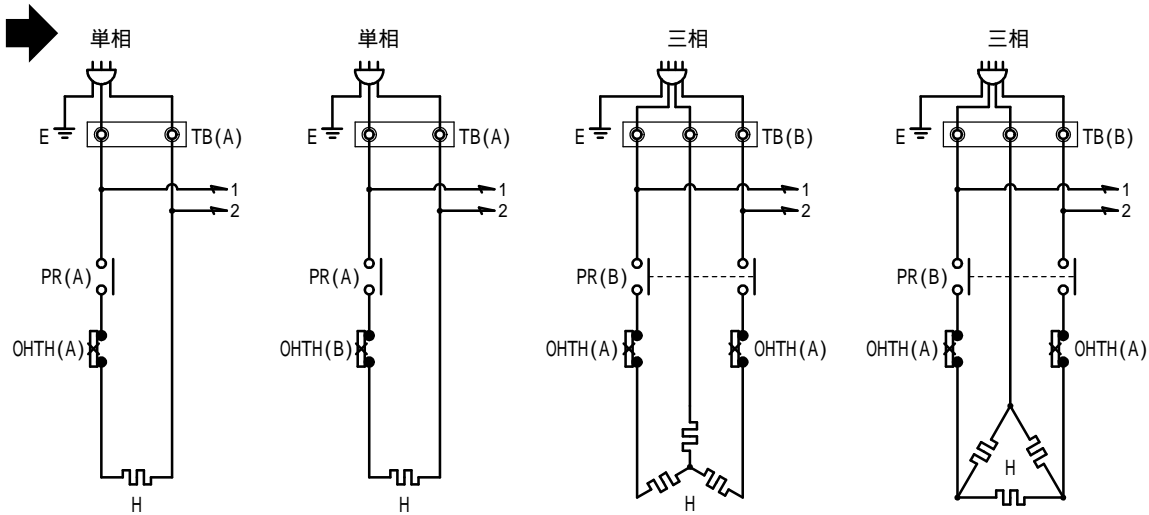 単相
E
TB(A)
1
2
PR(A)
OHTH(A)
H
単相
E
TB(A)
1
2
PR(A)
OHTH(B)
H
三相
E
TB(B)
1
2
PR(B)
OHTH(A)
OHTH(A)
H
三相
E
TB(B)
1
2
PR(B)
OHTH(A)
OHTH(A)
H